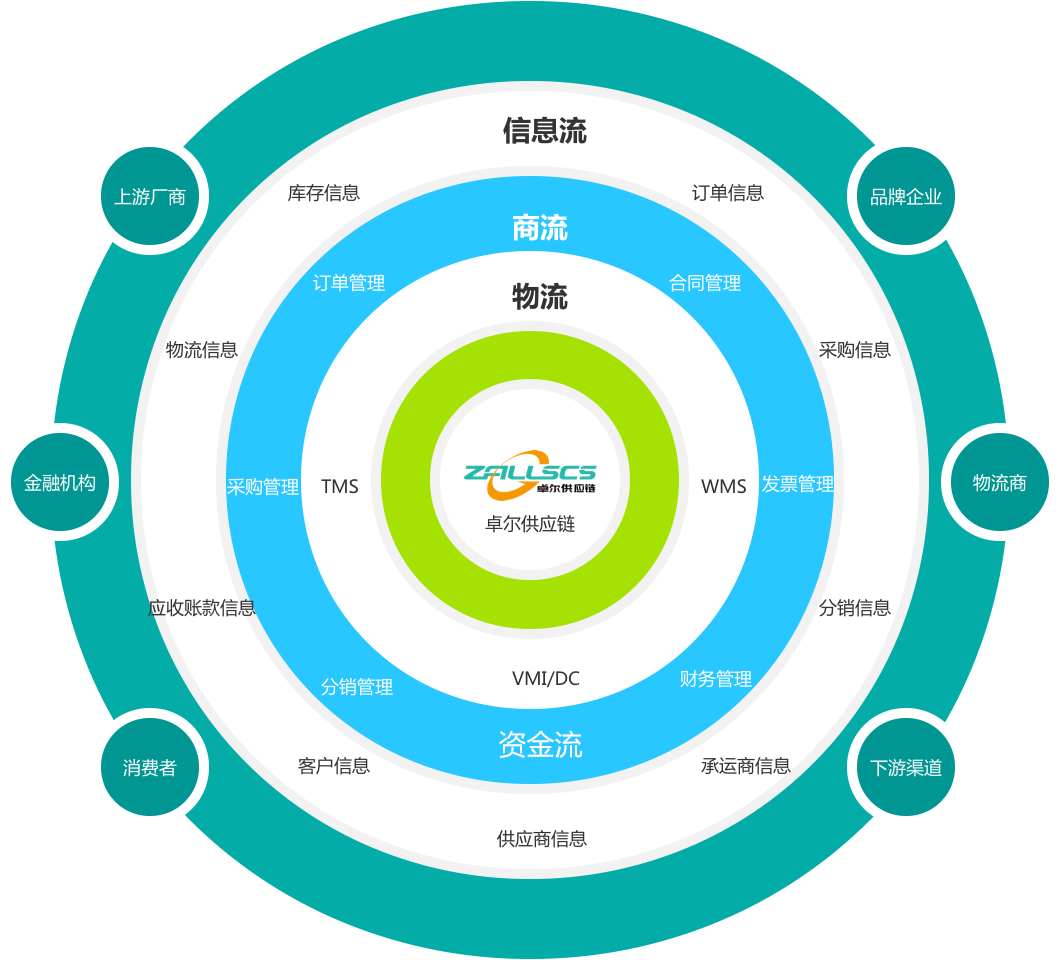 信息流
库存信息
订单信息
上游厂商
品牌企业
商流
订单管理
合同管理
物流
物流信息
采购信息
金融机构
采购管理
TMS
ZALLSCS
卓尔供应链
卓尔供应链
WMS
发票管理
物流商
应收账款信息
分销信息
VMI/DC
分销管理
财务管理
资金流
消费者
客户信息
承运商信息
下游渠道
供应商信息